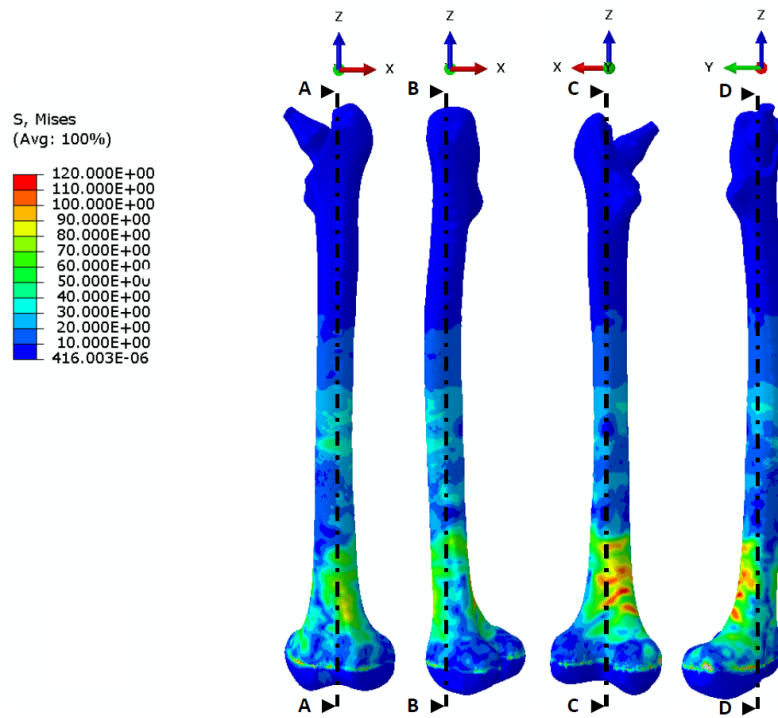 Z Z Z Z
A X B X X Y C Y D
S, Mises
(Avg: 100%)
120.000E+00
110.000E+00
100.000E+00
90.000E+00
80.000E+00
70.000E+00
60.000E+00
50.000E+00
40.000E+00
30.000E+00
20.000E+00
10.000E+00
416.003E-06
A B C D